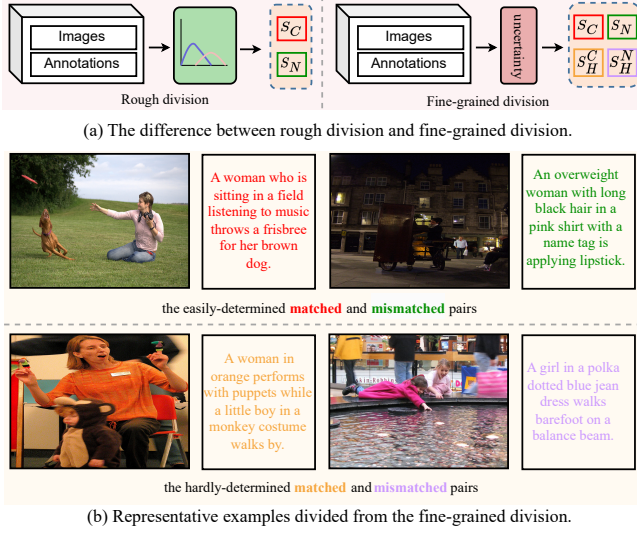 Images
Annotations
Rough division
S_C
S_N
Images
Annotations
uncertainty
Fine-grained division
S_C S_N
S_H^C S_H^N
(a) The difference between rough division and fine-grained division.
A woman who is
sitting in a field
listening to music
throws a frisbree
for her brown
dog.
An overweight
woman with long
black hair in a
pink shirt with a
name tag is
applying lipstick.
the easily-determined matched and mismatched pairs
A woman in
orange performs
with puppets while
a little boy in a
monkey costume
walks by.
A girl in a polka
dotted blue jean
dress walks
barefoot on a
balance beam.
the hardly-determined matched and mismatched pairs
(b) Representative examples divided from the fine-grained division.